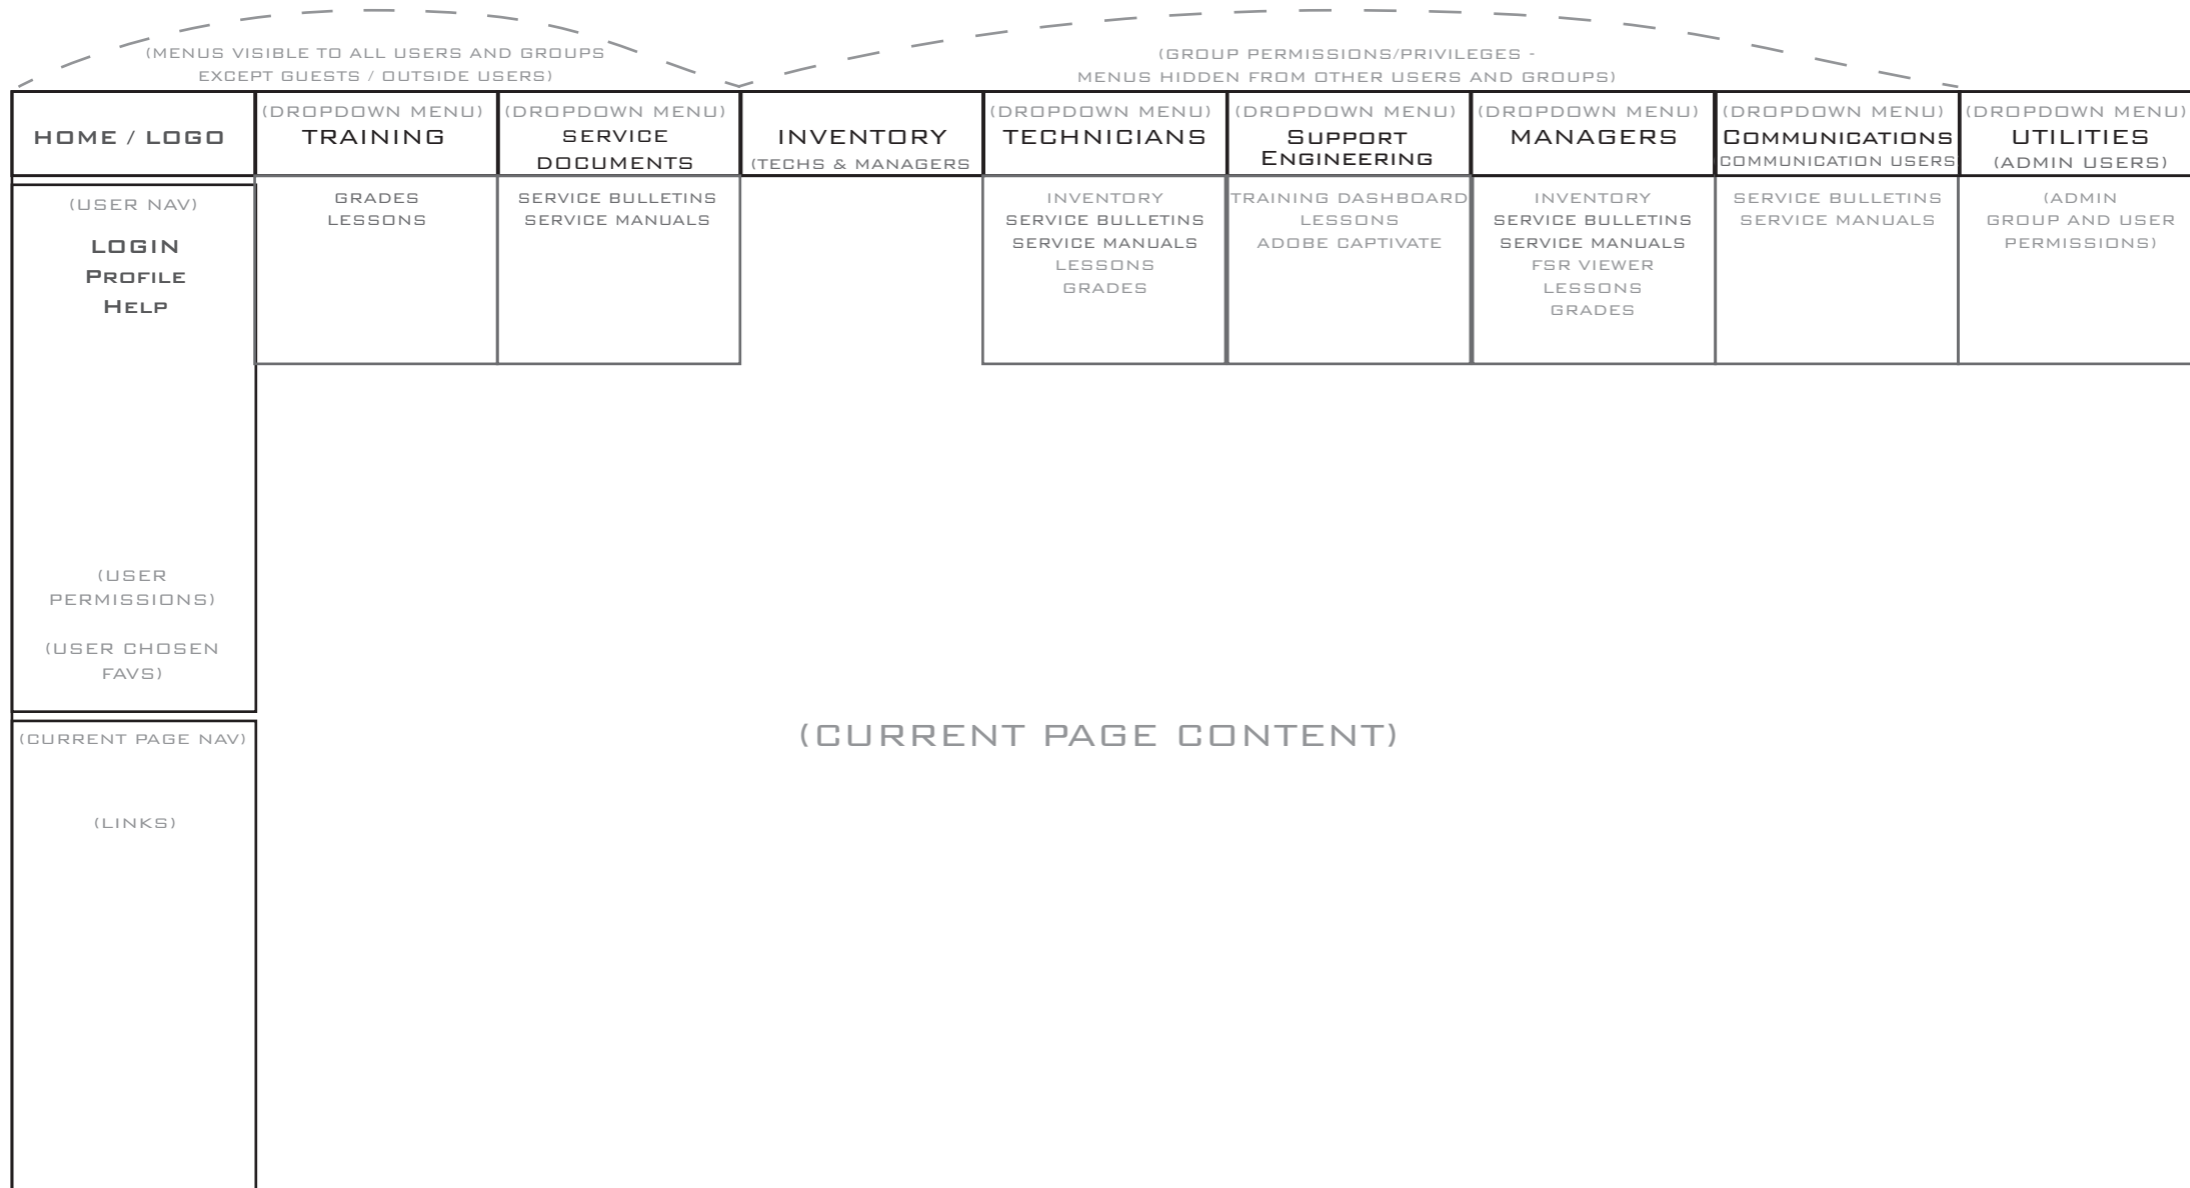 (MENUS VISIBLE TO ALL USERS AND GROUPS
EXCEPT GUESTS / OUTSIDE USERS)
(GROUP PERMISSIONS/PRIVILEGES -
MENUS HIDDEN FROM OTHER USERS AND GROUPS)
HOME / LOGO
(DROPDOWN MENU)
TRAINING
(DROPDOWN MENU)
SERVICE
DOCUMENTS
INVENTORY
(TECHS & MANAGERS
(DROPDOWN MENU)
TECHNICIANS
(DROPDOWN MENU)
Support
Engineering
(DROPDOWN MENU)
MANAGERS
(DROPDOWN MENU)
Communications
COMMUNICATION USERS
(DROPDOWN MENU)
UTILITIES
(ADMIN USERS)
(USER NAV)
LOGIN
Profile
Help
(USER
PERMISSIONS)
(USER CHOSEN
FAVS)
GRADES
LESSONS
SERVICE BULLETINS
SERVICE MANUALS
INVENTORY
SERVICE BULLETINS
SERVICE MANUALS
LESSONS
GRADES
TRAINING DASHBOARD
LESSONS
ADOBE CAPTIVATE
INVENTORY
SERVICE BULLETINS
SERVICE MANUALS
FSR VIEWER
LESSONS
GRADES
SERVICE BULLETINS
SERVICE MANUALS
(ADMIN
GROUP AND USER
PERMISSIONS)
(CURRENT PAGE NAV)
(LINKS)
(CURRENT PAGE CONTENT)